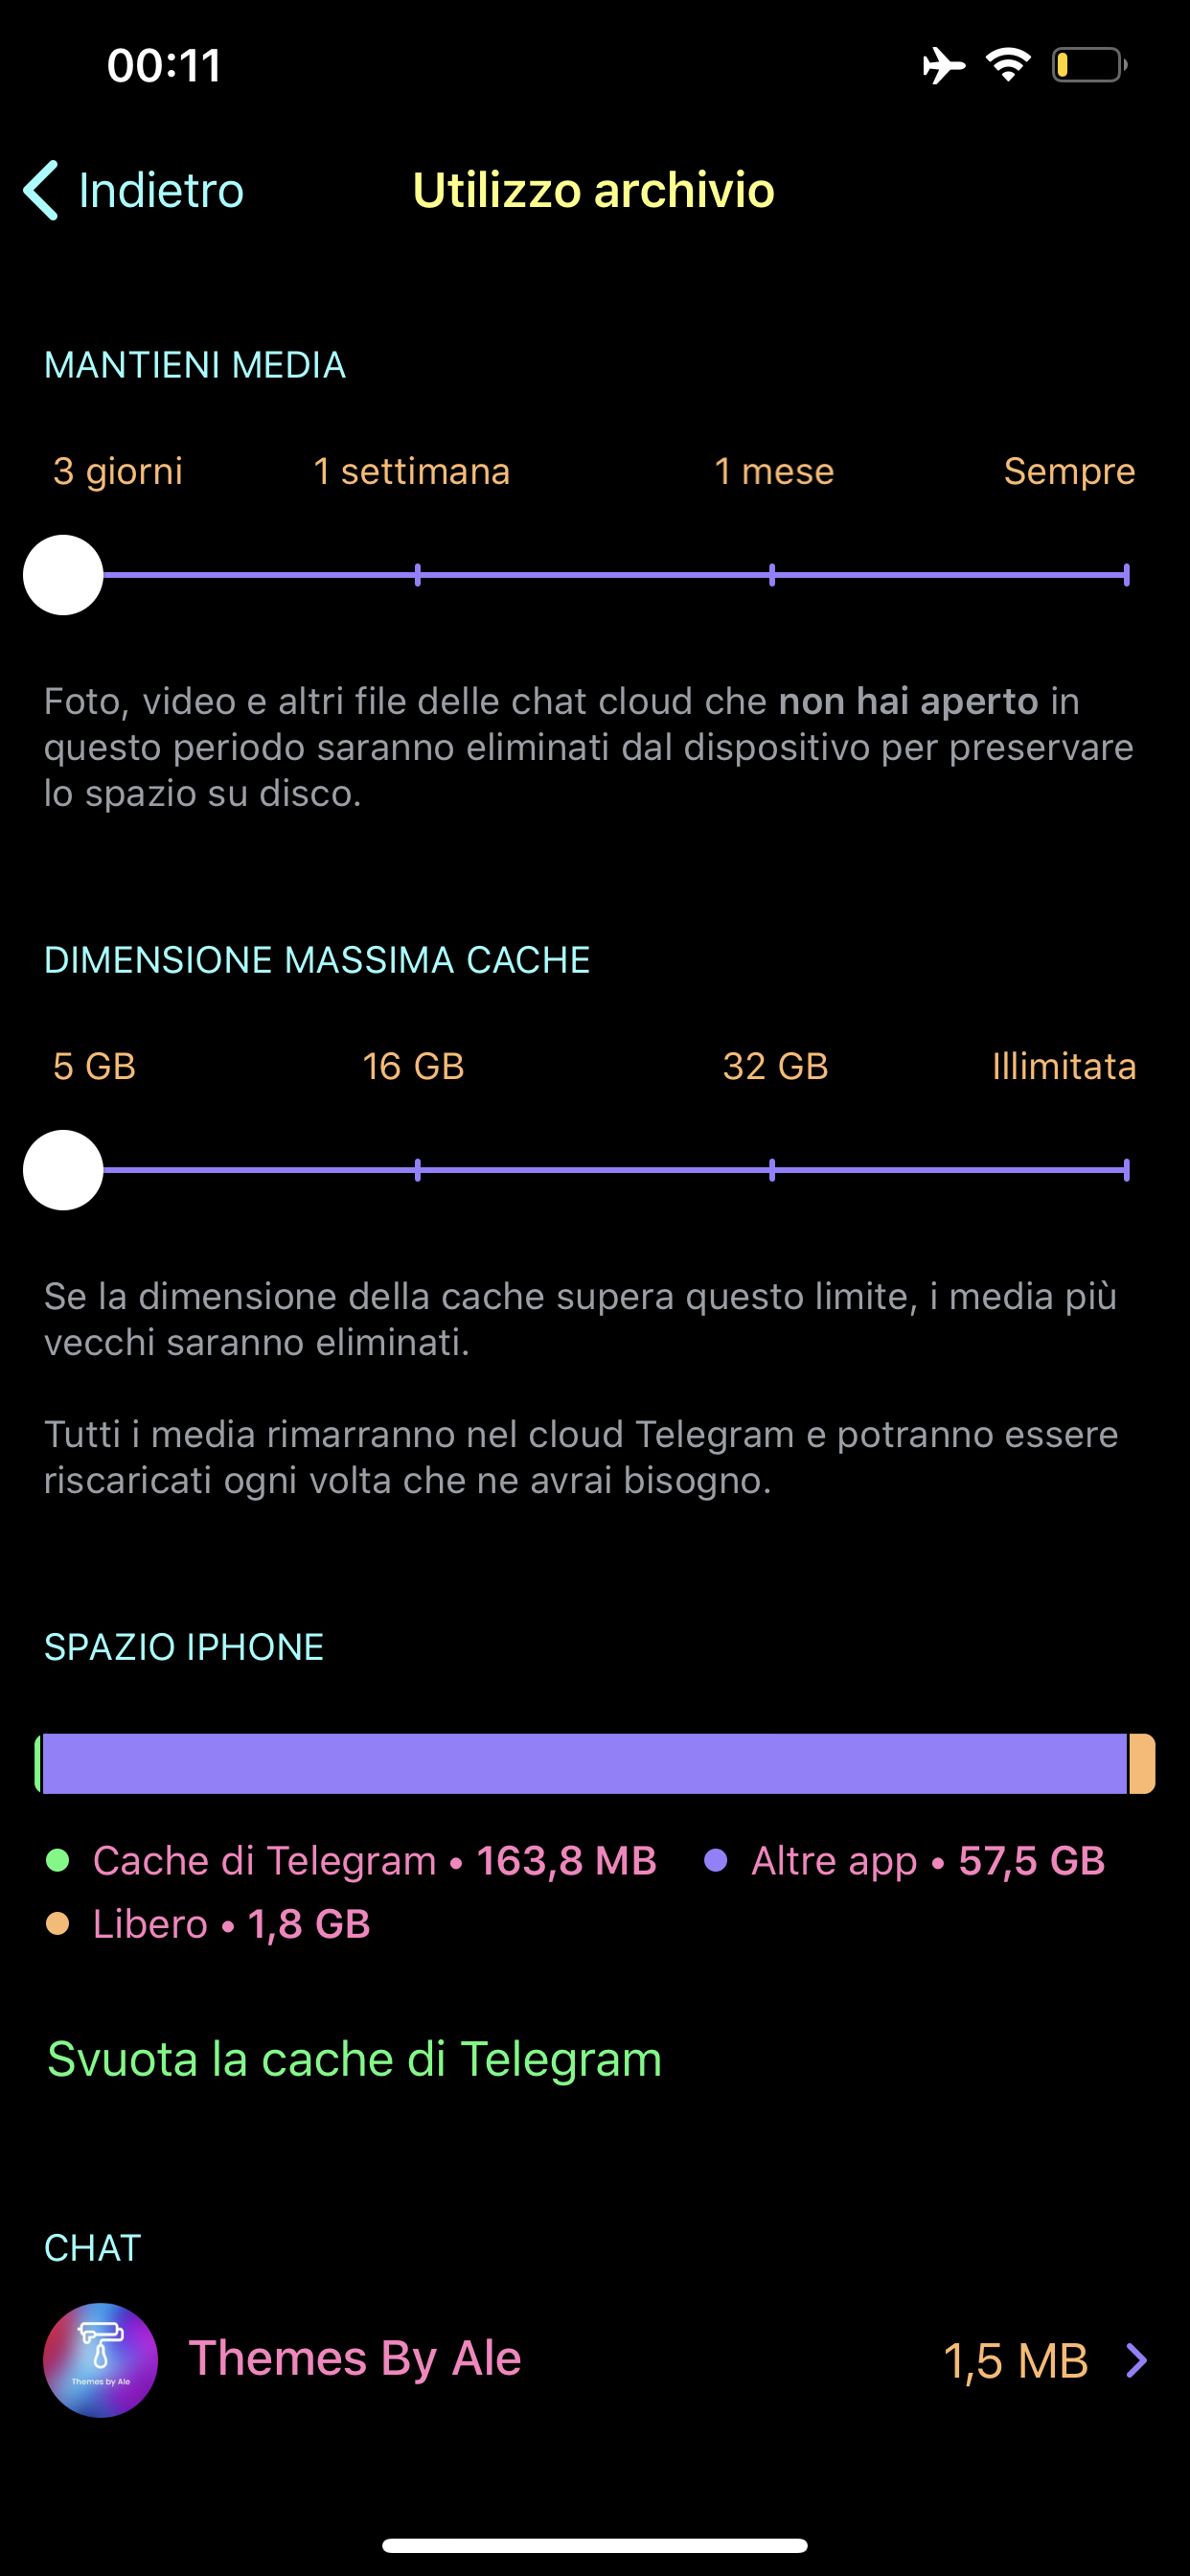 00:11
Indietro
Utilizzo archivio
MANTIENI MEDIA
3 giorni 1 settimana 1 mese Sempre
Foto, video e altri file delle chat cloud che non hai aperto in
questo periodo saranno eliminati dal dispositivo per preservare
lo spazio su disco.
DIMENSIONE MASSIMA CACHE
5 GB 16 GB 32 GB Illimitata
Se la dimensione della cache supera questo limite, i media più
vecchi saranno eliminati.
Tutti i media rimarranno nel cloud Telegram e potranno essere
riscaricati ogni volta che ne avrai bisogno.
SPAZIO IPHONE
Cache di Telegram • 163,8 MB Altre app • 57,5 GB
Libero • 1,8 GB
Svuota la cache di Telegram
CHAT
Themes by Ale
Themes By Ale 1,5 MB